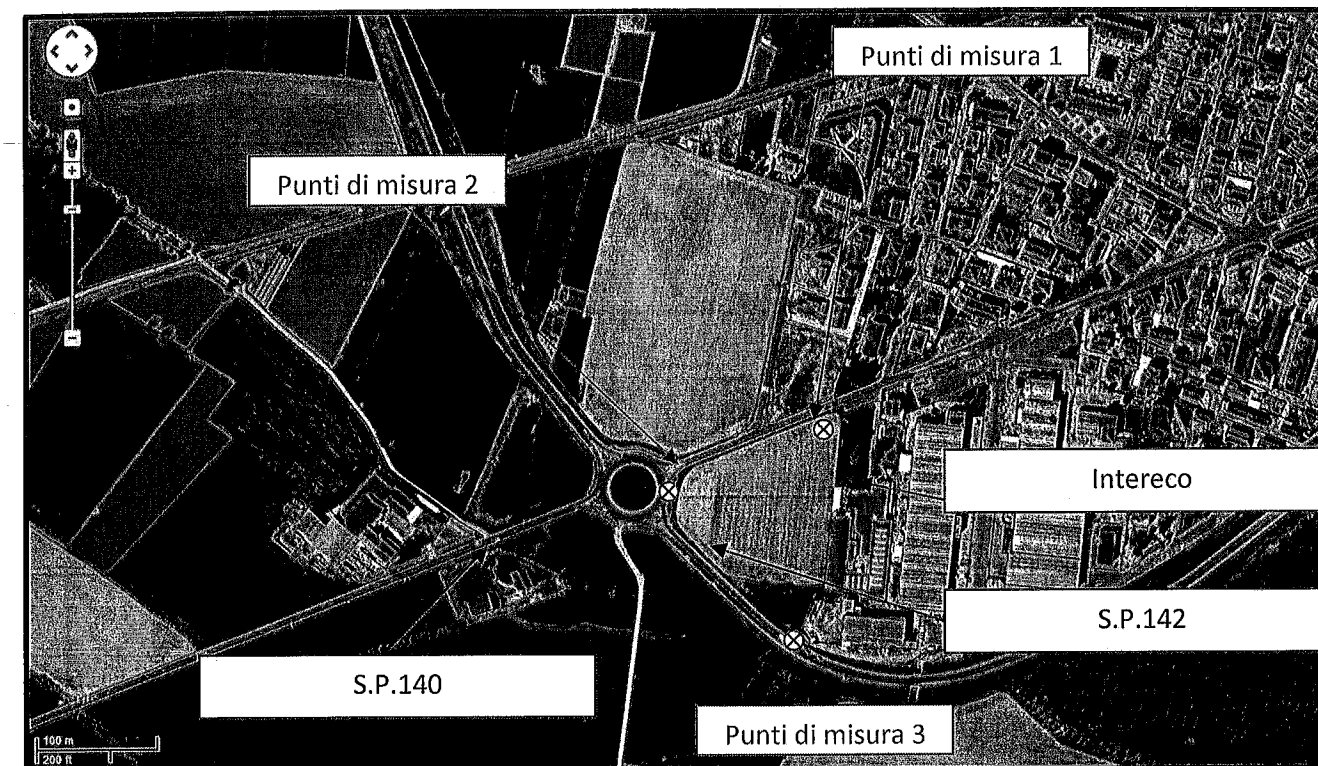 Punti di misura 1
Punti di misura 2
Intereco
S.P.142
S.P.140
Punti di misura 3
100 m
200 ft